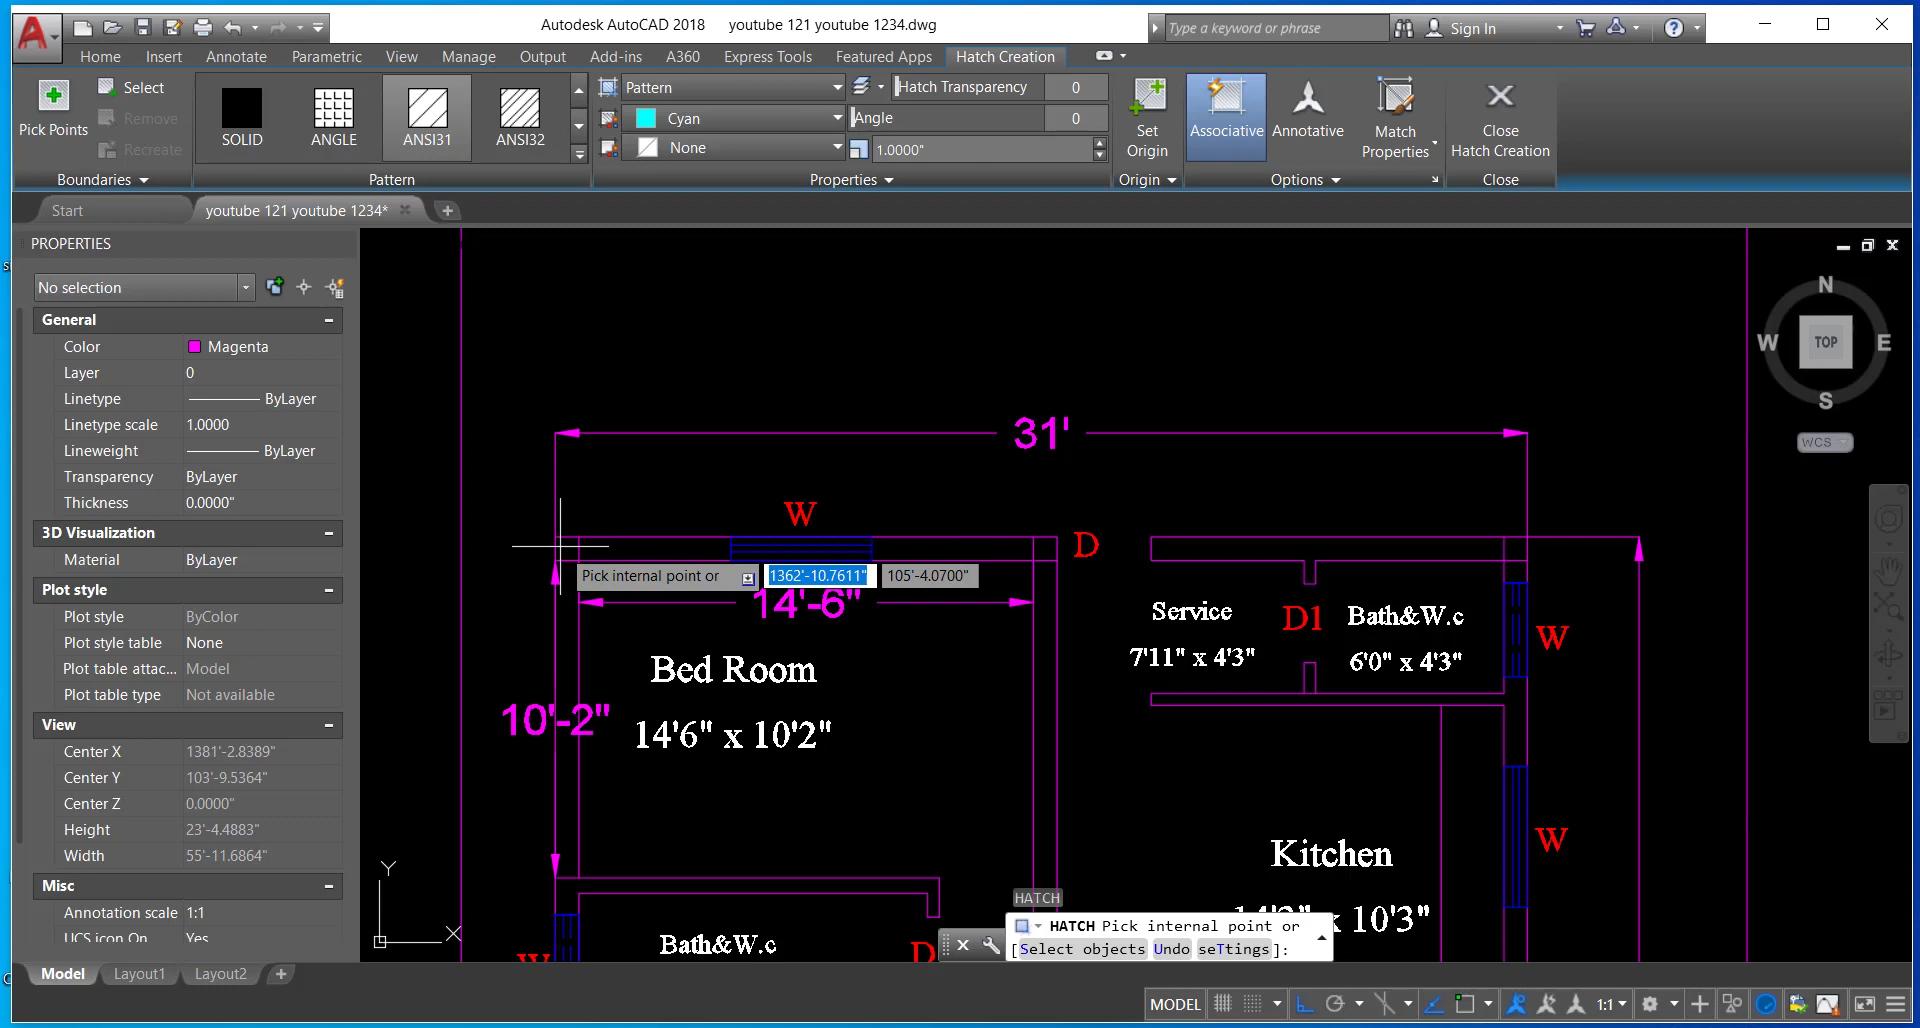 Autodesk AutoCAD 2018 youtube 121 youtube 1234.dwg
Type a keyword or phrase
Sign In
Home Insert Annotate Parametric View Manage Output Add-ins A360 Express Tools Featured Apps Hatch Creation
Pick Points
Select
Remove
Recreate
Boundaries
SOLID
ANGLE
ANSI31
ANSI32
Pattern
Pattern
Cyan
None
Hatch Transparency 0
Angle 0
1.0000"
Properties
Set
Origin
Origin
Associative
Annotative
Match
Properties
Options
Close
Hatch Creation
Close
Start
youtube 121 youtube 1234*
PROPERTIES
No selection
General
Color Magenta
Layer 0
Linetype ByLayer
Linetype scale 1.0000
Lineweight ByLayer
Transparency ByLayer
Thickness 0.0000"
3D Visualization
Material ByLayer
Plot style
Plot style ByColor
Plot style table None
Plot table attac... Model
Plot table type Not available
View
Center X 1381'-2.8389"
Center Y 103'-9.5364"
Center Z 0.0000"
Height 23'-4.4883"
Width 55'-11.6864"
Misc
Annotation scale 1:1
UCS icon On Yes
N
W TOP E
S
WCS
31'
W
D
Pick internal point or 1362'-10.7611" 105'-4.0700"
14'-6"
Bed Room
14'6" x 10'2"
10'-2"
Service
7'11" x 4'3"
D1
Bath&W.c
6'0" x 4'3"
W
Kitchen
14'2" x 10'3"
W
Bath&W.c
W
D
Y
X
HATCH
HATCH Pick internal point or
[Select objects Undo seTtings]:
Model Layout1 Layout2
MODEL 1:1